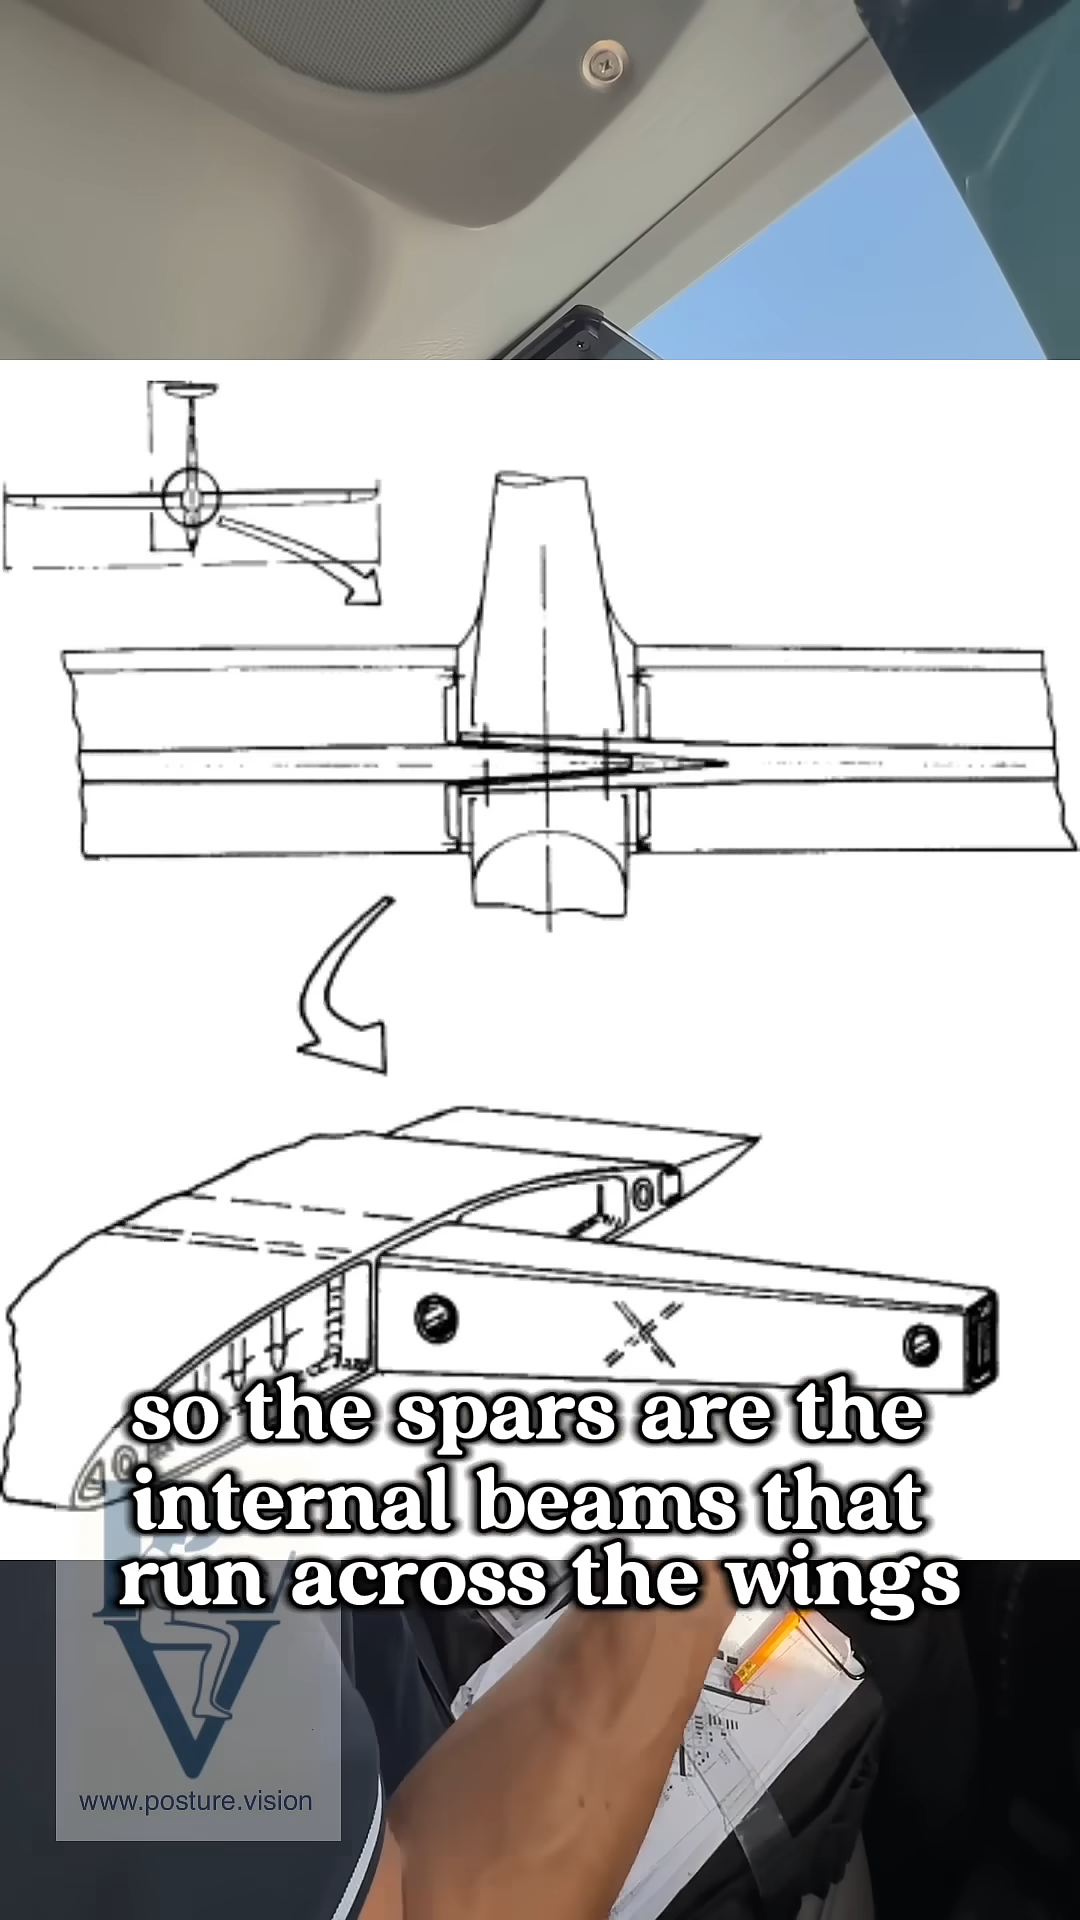 so the spars are the
internal beams that
run across the wings
www.posture.vision